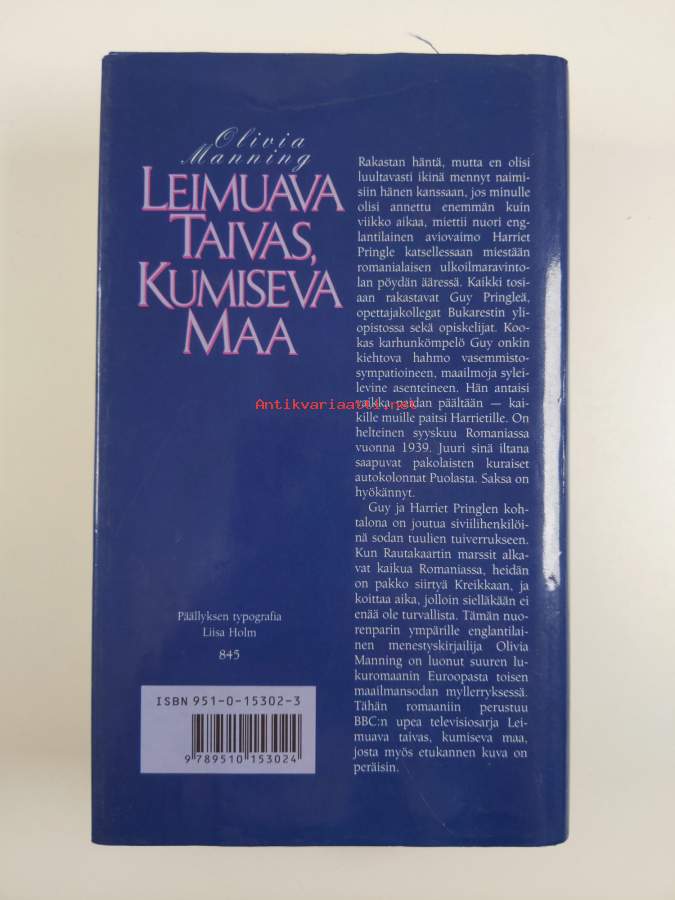 Olivia
Manning
LEIMUAVA
TAIVAS,
KUMISEVA
MAA
Rakastan häntä, mutta en olisi
luultavasti ikinä mennyt naimi-
siin hänen kanssaan, jos minulle
olisi annettu enemmän kuin
viikko aikaa, miettii nuori eng-
lantilainen aviovaimo Harriet
Pringle katsellessaan miestään
romanialaisen ulkoilmaravinto-
lan pöydän ääressä. Kaikki tosi-
aan rakastavat Guy Pringleä,
opettajakollegat Bukarestin yli-
opistossa sekä opiskelijat. Koo-
kas karhunkömpelö Guy onkin
kiehtova hahmo vasemmisto-
sympatioineen, maailmoja sylei-
levine asenteineen. Hän antaisi
vaikka paidan päältään — kai-
kille muille paitsi Harrietille. On
helteinen syyskuu Romaniassa
vuonna 1939. Juuri sinä iltana
saapuvat pakolaisten kuraiset
autokolonnat Puolasta. Saksa on
hyökännyt.
Guy ja Harriet Pringlen koh-
talona on joutua siviilihenkilöi-
nä sodan tuulien tuiverrukseen.
Kun Rautakaartin marssit alka-
vat kaikua Romaniassa, heidän
on pakko siirtyä Kreikkaan, ja
koittaa aika, jolloin sielläkään ei
enää ole turvallista. Tämän nuo-
renparin ympärille englantilai-
nen menestyskirjailija Olivia
Manning on luonut suuren lu-
kuromaanin Euroopasta toisen
maailmansodan myllerryksessä.
Tähän romaaniin perustuu
BBC:n upea televisiosarja Lei-
muava taivas, kumiseva maa,
josta myös etukannen kuva on
peräisin.
Antikvariaatti.net
Päällyksen typografia
Liisa Holm
845
ISBN 951-0-15302-3
9 789510 153024